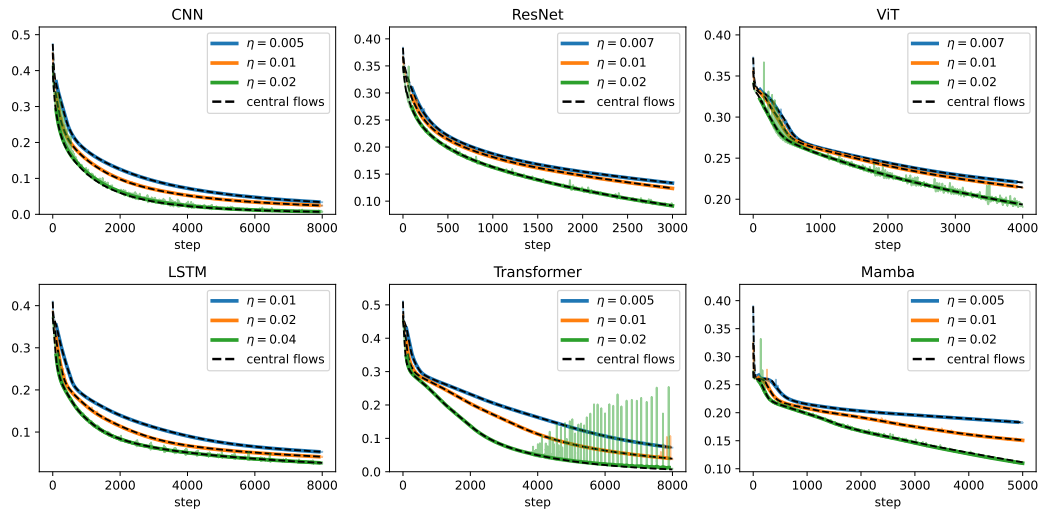 CNN
0.5
0.4
0.3
0.2
0.1
0.0
0
2000
4000
6000
8000
step
η = 0.005
η = 0.01
η = 0.02
central flows
ResNet
0.40
0.35
0.30
0.25
0.20
0.15
0.10
0
500
1000
1500
2000
2500
3000
step
η = 0.007
η = 0.01
η = 0.02
central flows
ViT
0.40
0.35
0.30
0.25
0.20
0
1000
2000
3000
4000
step
η = 0.007
η = 0.01
η = 0.02
central flows
LSTM
0.4
0.3
0.2
0.1
0
2000
4000
6000
8000
step
η = 0.01
η = 0.02
η = 0.04
central flows
Transformer
0.5
0.4
0.3
0.2
0.1
0.0
0
2000
4000
6000
8000
step
η = 0.005
η = 0.01
η = 0.02
central flows
Mamba
0.40
0.35
0.30
0.25
0.20
0.15
0.10
0
1000
2000
3000
4000
5000
step
η = 0.005
η = 0.01
η = 0.02
central flows